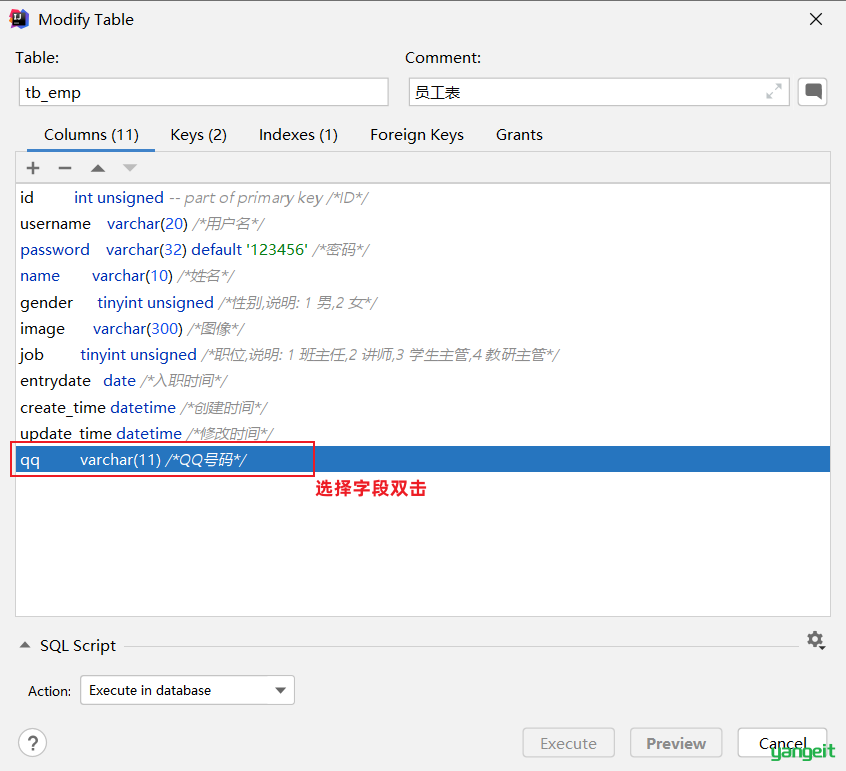 Modify Table
Table: Comment:
tb_emp 员工表
Columns (11) Keys (2) Indexes (1) Foreign Keys Grants
id int unsigned -- part of primary key /*ID*/
username varchar(20) /*用户名*/
password varchar(32) default '123456' /*密码*/
name varchar(10) /*姓名*/
gender tinyint unsigned /*性别,说明: 1 男,2 女*/
image varchar(300) /*图像*/
job tinyint unsigned /*职位,说明: 1 班主任,2 讲师,3 学生主管,4 教研主管*/
entrydate date /*入职时间*/
create_time datetime /*创建时间*/
update_time datetime /*修改时间*/
qq varchar(11) /*QQ号码*/
选择字段双击
SQL Script
Action: Execute in database
? Execute Preview Cancel
yangeit